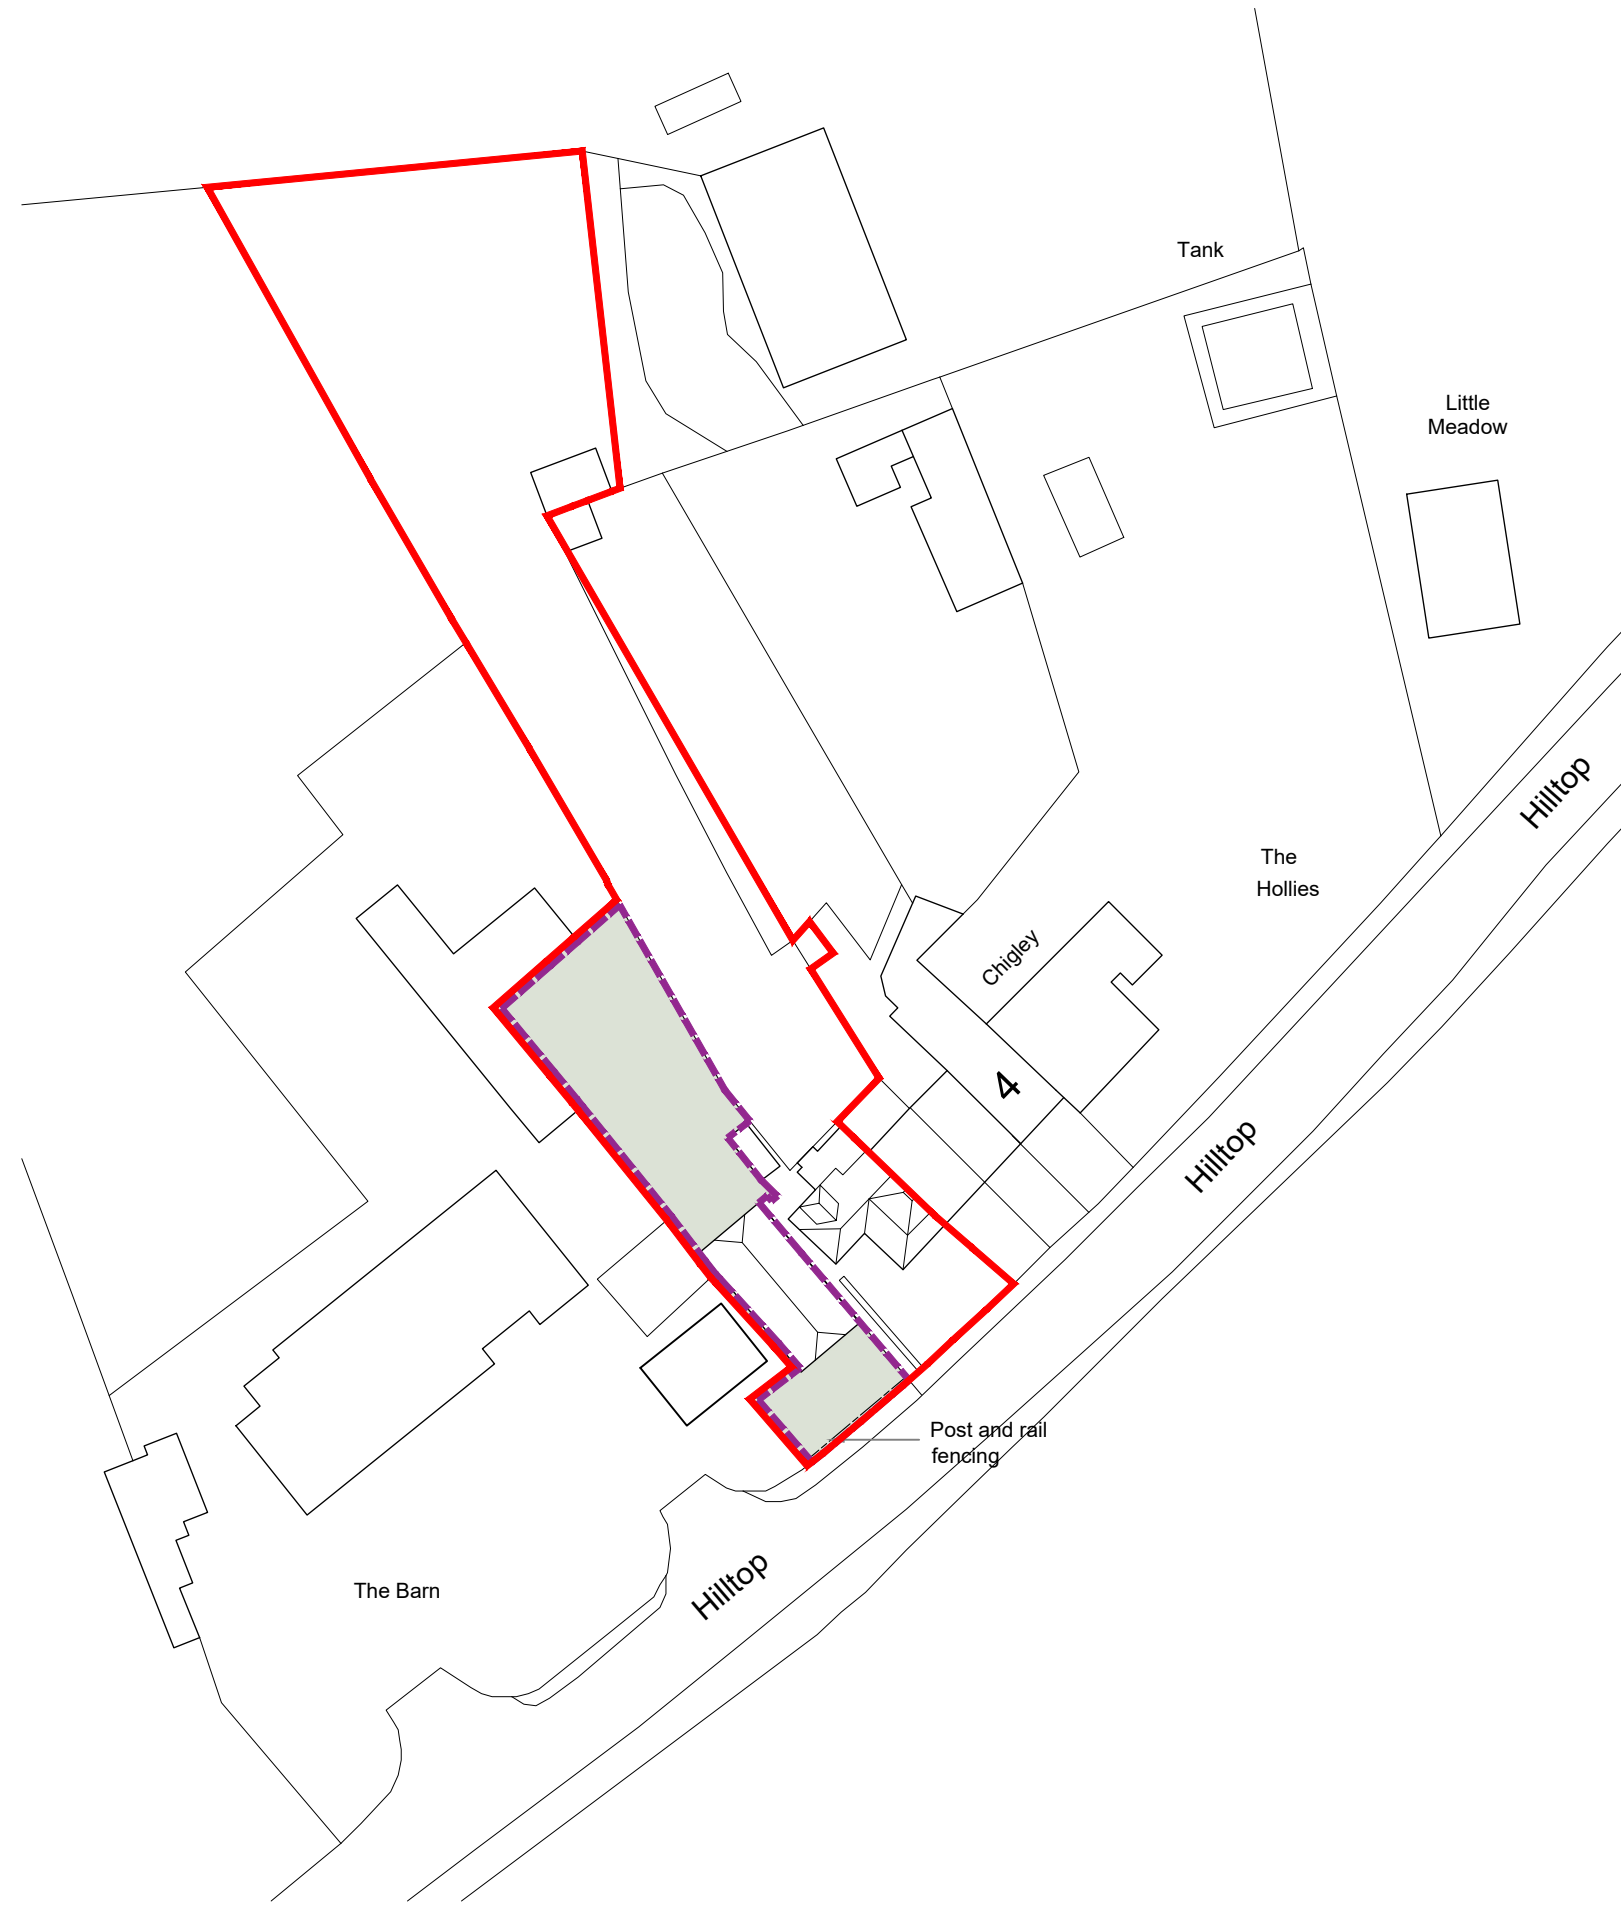 Tank
Little
Meadow
Hilltop
The
Hollies
Chigley
4
Hilltop
Post and rail
fencing
Hilltop
The Barn